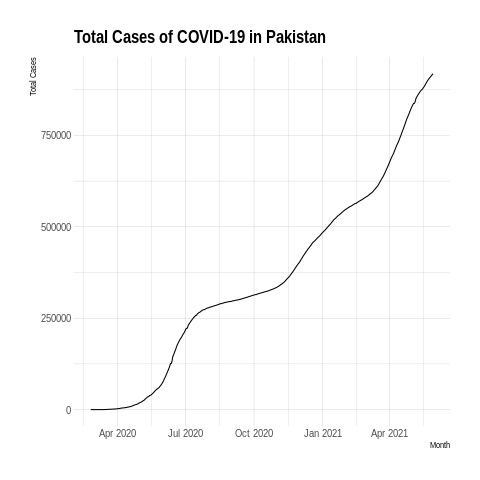 Total Cases of COVID-19 in Pakistan
Total Cases
750000
500000
250000
0
Apr 2020 Jul 2020 Oct 2020 Jan 2021 Apr 2021
Month